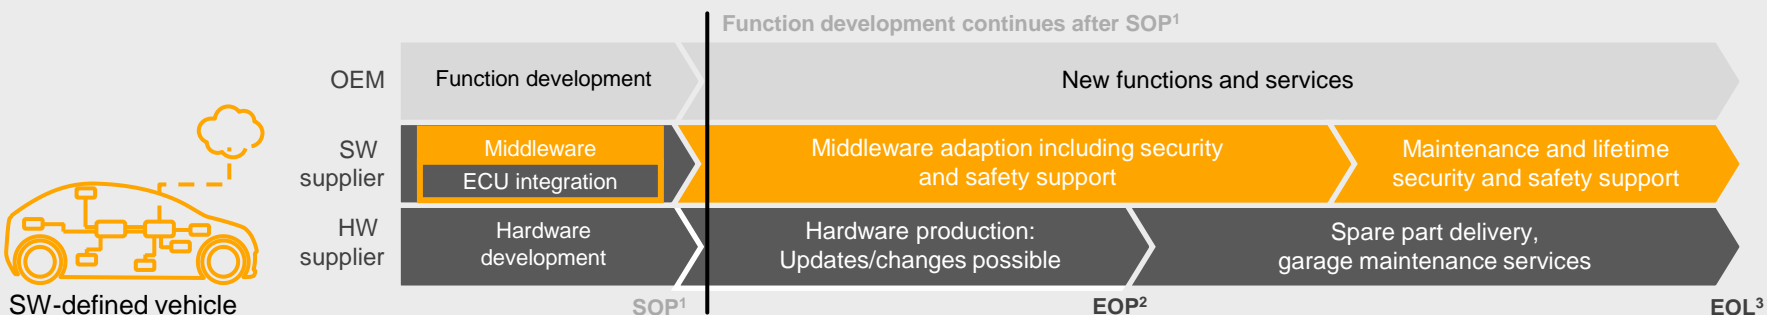 Function development continues after SOP¹
OEM
Function development
New functions and services
SW
supplier
Middleware
ECU integration
Middleware adaption including security
and safety support
Maintenance and lifetime
security and safety support
HW
supplier
Hardware
development
Hardware production:
Updates/changes possible
Spare part delivery,
garage maintenance services
SW-defined vehicle
SOP¹
EOP²
EOL³